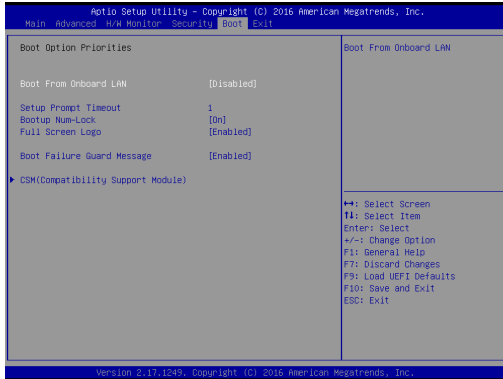 Aptio Setup Utility – Copyright (C) 2016 American Megatrends, Inc.
Main Advanced H/W Monitor Security Boot Exit
Boot Option Priorities
Boot From Onboard LAN [Disabled]
Setup Prompt Timeout 1
Bootup Num-Lock [On]
Full Screen Logo [Enabled]
Boot Failure Guard Message [Enabled]
CSM(Compatibility Support Module)
Boot From Onboard LAN
↔: Select Screen
↑↓: Select Item
Enter: Select
+/-: Change Option
F1: General Help
F7: Discard Changes
F9: Load UEFI Defaults
F10: Save and Exit
ESC: Exit
Version 2.17.1249. Copyright (C) 2016 American Megatrends, Inc.